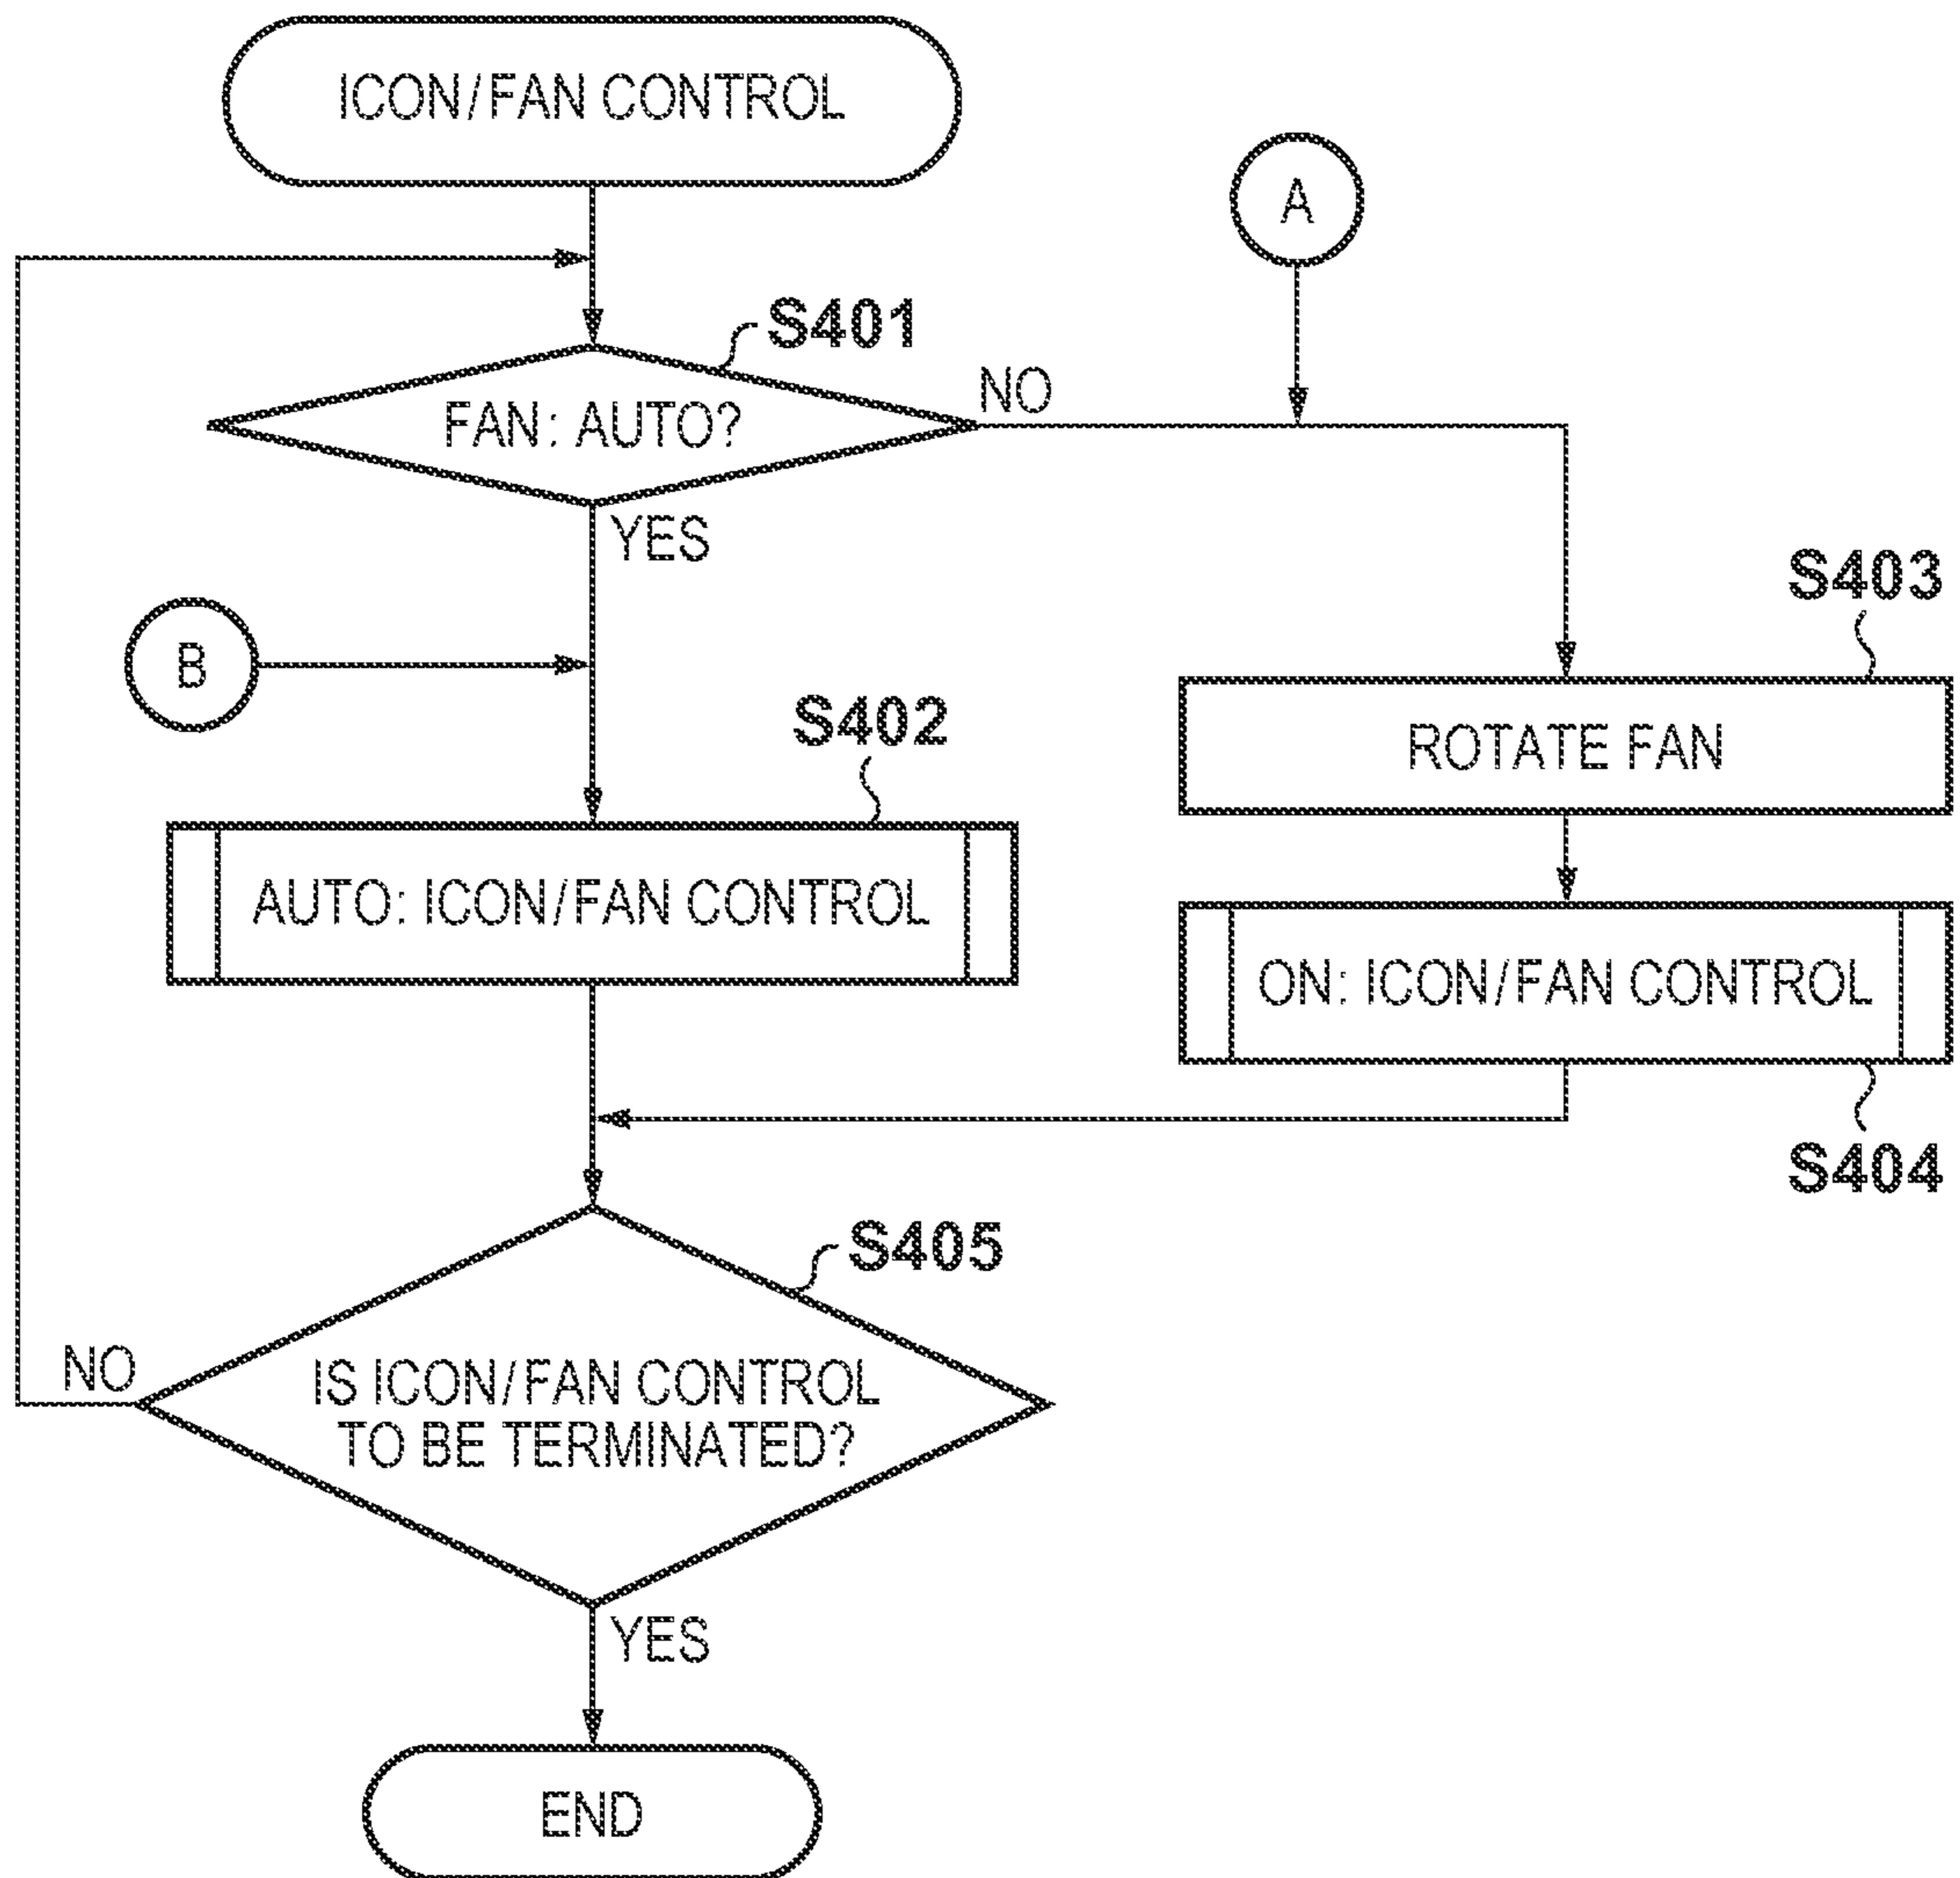 ICON/FAN CONTROL
A
S401
FAN: AUTO?
NO
YES
B
S403
ROTATE FAN
S402
AUTO: ICON/FAN CONTROL
ON: ICON/FAN CONTROL
S404
S405
NO
IS ICON/FAN CONTROL
TO BE TERMINATED?
YES
END